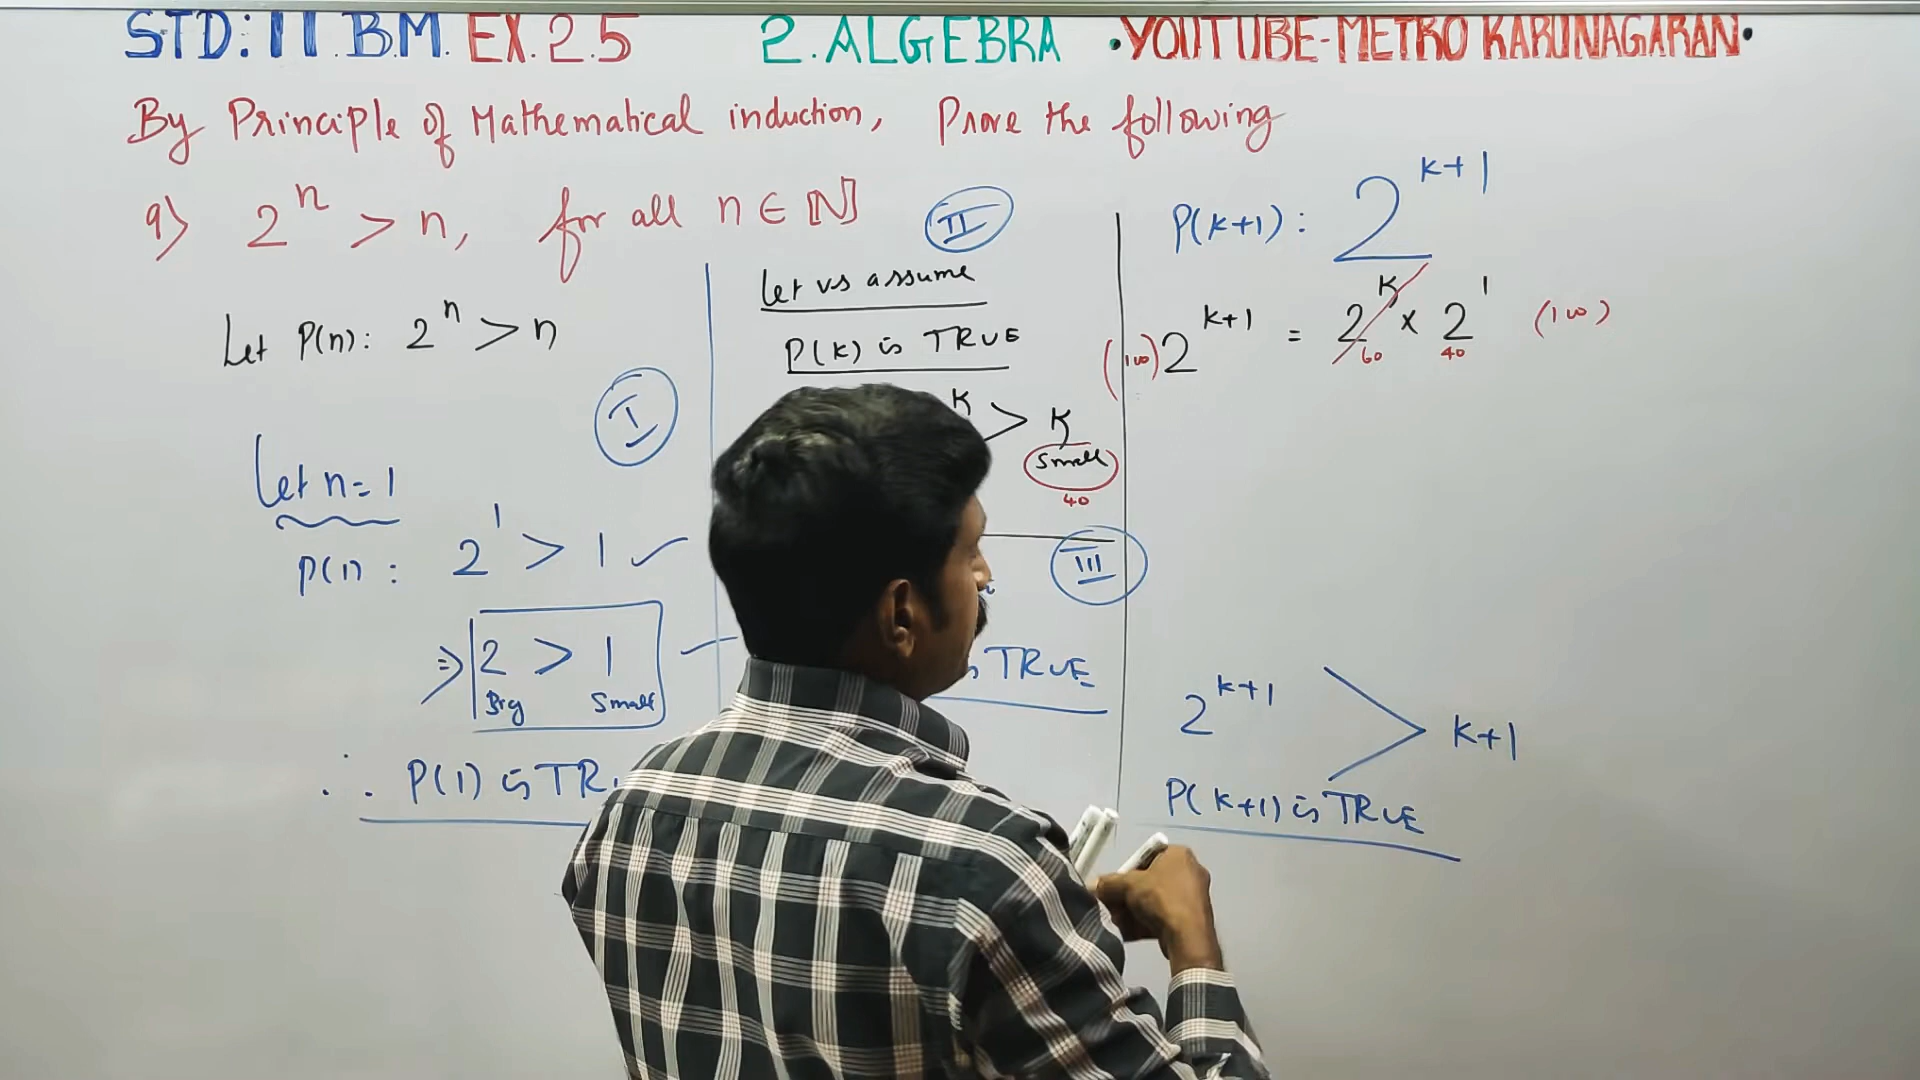 STD: 11. B.M. EX. 2.5 2. ALGEBRA • YOUTUBE-METRO KARUNAGARAN •
By Principle of Mathematical induction, Prove the following
9) 2^n > n, for all n ∈ ℕ
Let P(n): 2^n > n
I
Let n = 1
P(1) : 2^1 > 1 ✓
⇒ 2 > 1
Big Small
∴ P(1) is TR
II
Let us assume
P(k) is TRUE
k > k
Small
40
III
TRUE
P(k+1) : 2^{k+1}
(100) 2^{k+1} = 2^k × 2^1 (100)
60 40
2^{k+1} > k+1
P(k+1) is TRUE